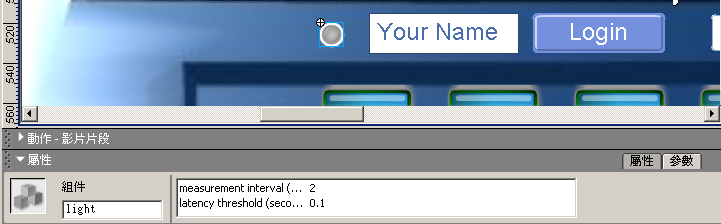 520
540
560
Your Name
Login
動作 - 影片片段
屬性
屬性
參數
組件
light
measurement interval (... 2
latency threshold (seco... 0.1